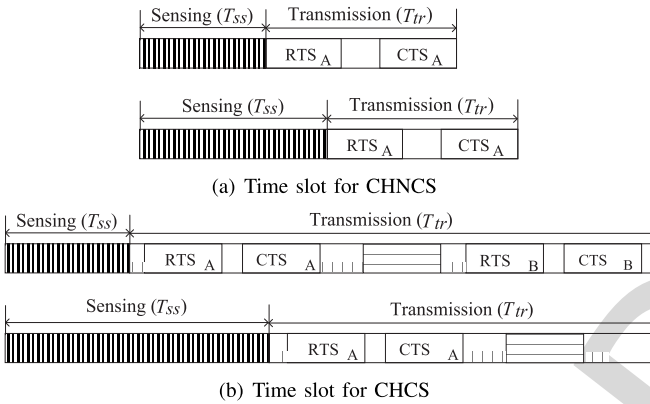 Sensing (Tss) Transmission (Ttr)
RTS A CTS A
Sensing (Tss) Transmission (Ttr)
RTS A CTS A
(a) Time slot for CHNCS
Sensing (Tss) Transmission (Ttr)
RTS A CTS A RTS B CTS B
Sensing (Tss) Transmission (Ttr)
RTS A CTS A
(b) Time slot for CHCS